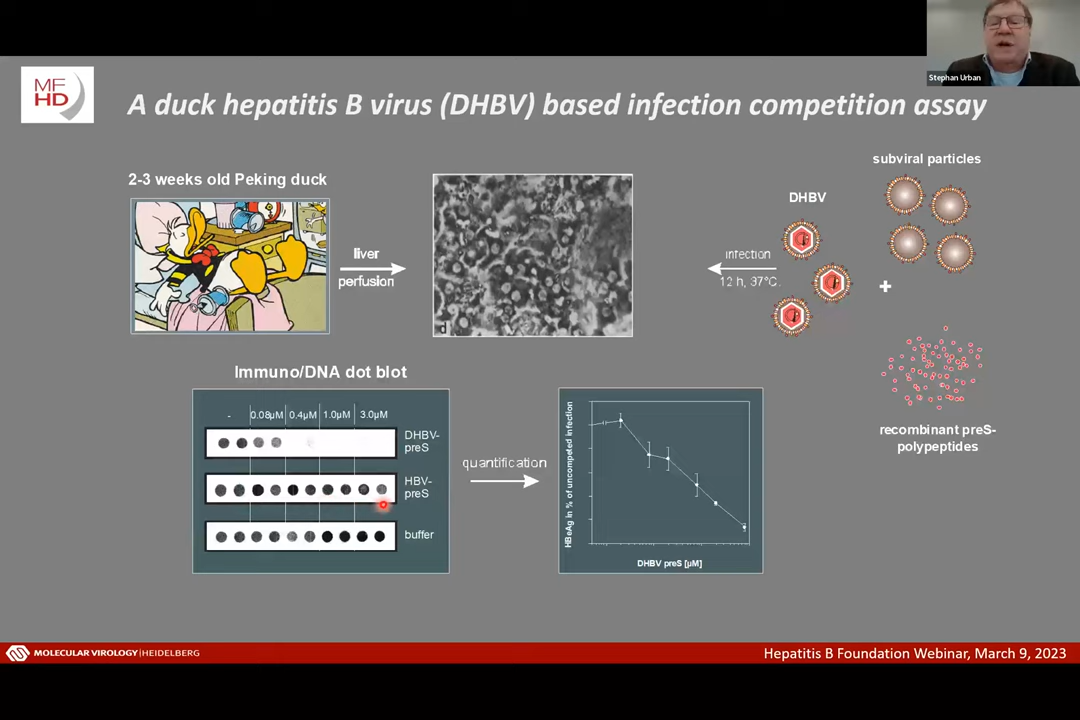 Stephan Urban
MF
HD
A duck hepatitis B virus (DHBV) based infection competition assay
2-3 weeks old Peking duck
liver
perfusion
d
infection
12 h, 37°C.
DHBV
subviral particles
+
recombinant preS-
polypeptides
Immuno/DNA dot blot
- 0.08µM 0.4µM 1.0µM 3.0µM
DHBV-
preS
HBV-
preS
buffer
quantification
HBeAg in % of uncompeted infection
DHBV preS [µM]
MOLECULAR VIROLOGY|HEIDELBERG
Hepatitis B Foundation Webinar, March 9, 2023